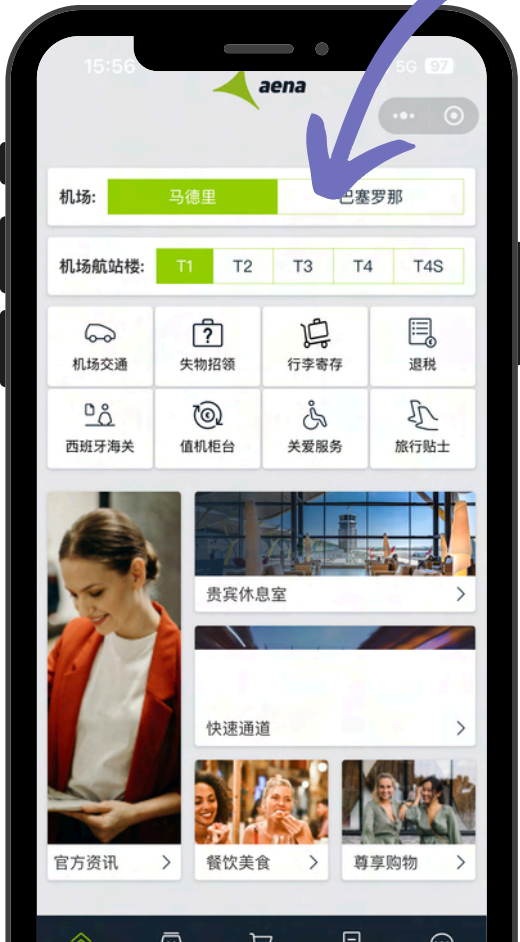 15:56
5G 97
aena
机场: 马德里 巴塞罗那
机场航站楼: T1 T2 T3 T4 T4S
机场交通 失物招领 行李寄存 退税
西班牙海关 值机柜台 关爱服务 旅行贴士
贵宾休息室
快速通道
官方资讯 餐饮美食 尊享购物